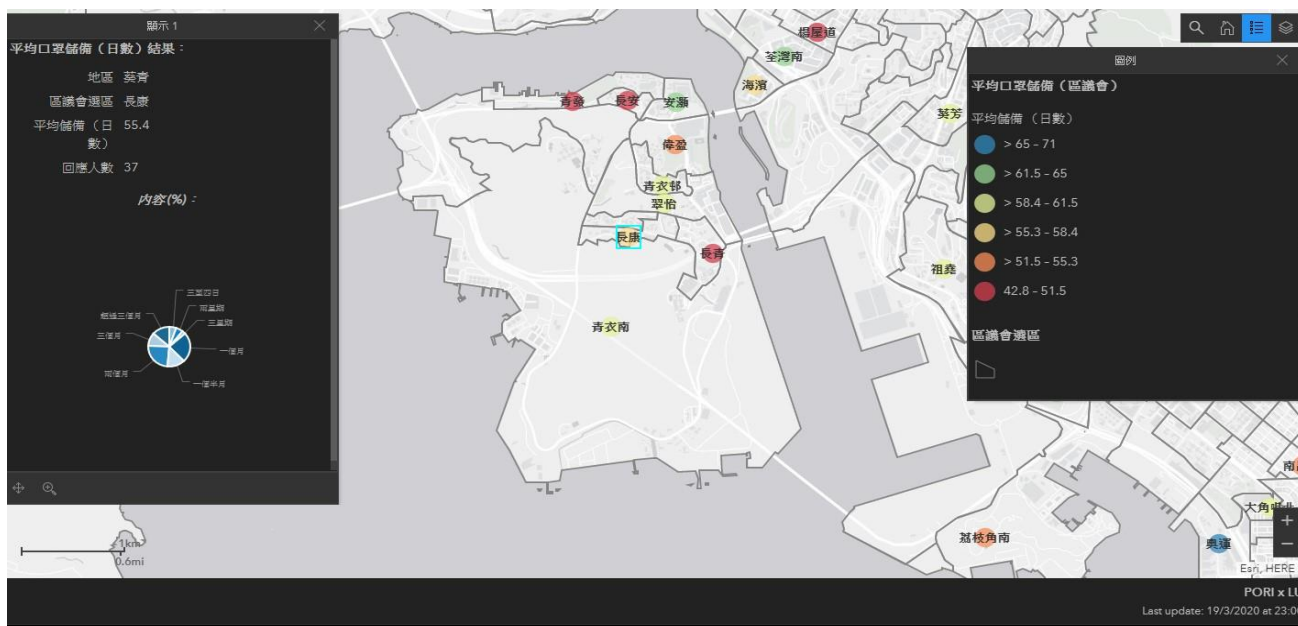 顯示 1
平均口罩儲備（日數）結果：
地區 葵青
區議會選區 長康
平均儲備（日數） 55.4
回應人數 37
內容(%)：
三至四日
兩星期
三星期
一個月
一個半月
兩個月
三個月
超過三個月
1km
0.6mi
楊屋道
荃灣南
海濱
葵芳
青發
長安
安灝
偉盈
青衣邨
翠怡
長康
長青
祖堯
青衣南
荔枝角南
奧運
圖例
平均口罩儲備（區議會）
平均儲備（日數）
> 65 - 71
> 61.5 - 65
> 58.4 - 61.5
> 55.3 - 58.4
> 51.5 - 55.3
42.8 - 51.5
區議會選區
Esri, HERE
PORI x LU
Last update: 19/3/2020 at 23:0